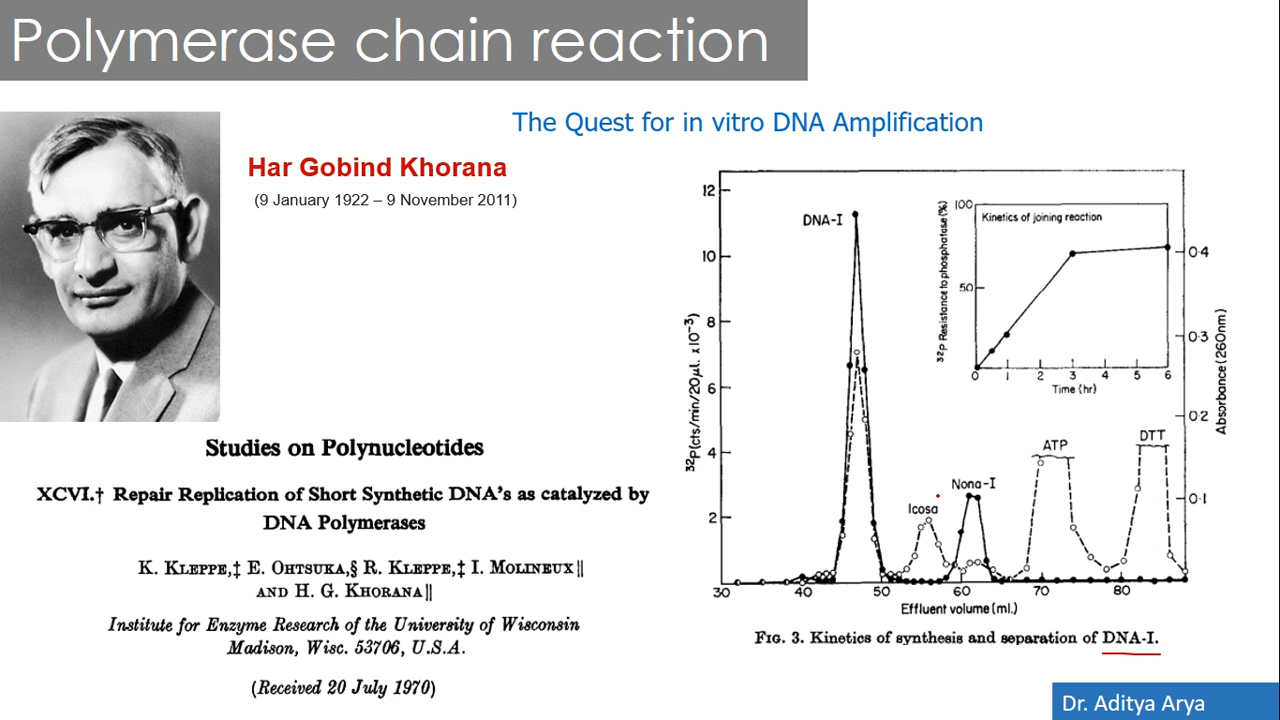 Polymerase chain reaction
The Quest for in vitro DNA Amplification
Har Gobind Khorana
(9 January 1922 – 9 November 2011)
Studies on Polynucleotides
XCVI.† Repair Replication of Short Synthetic DNA's as catalyzed by
DNA Polymerases
K. KLEPPE,‡ E. OHTSUKA,§ R. KLEPPE,‡ I. MOLINEUX‖
AND H. G. KHORANA‖
Institute for Enzyme Research of the University of Wisconsin
Madison, Wisc. 53706, U.S.A.
(Received 20 July 1970)
12
10
8
6
4
2
³²P(cts/min/20μl. x10⁻³)
DNA-I
Icosa
Nona-I
ATP
DTT
30 40 50 60 70 80
Effluent volume (ml.)
0·4
0·3
0·2
0·1
Absorbance (260nm)
Kinetics of joining reaction
100
50
³²P Resistance to phosphatase (%)
0 1 2 3 4 5 6
Time (hr)
FIG. 3. Kinetics of synthesis and separation of DNA-I.
Dr. Aditya Arya